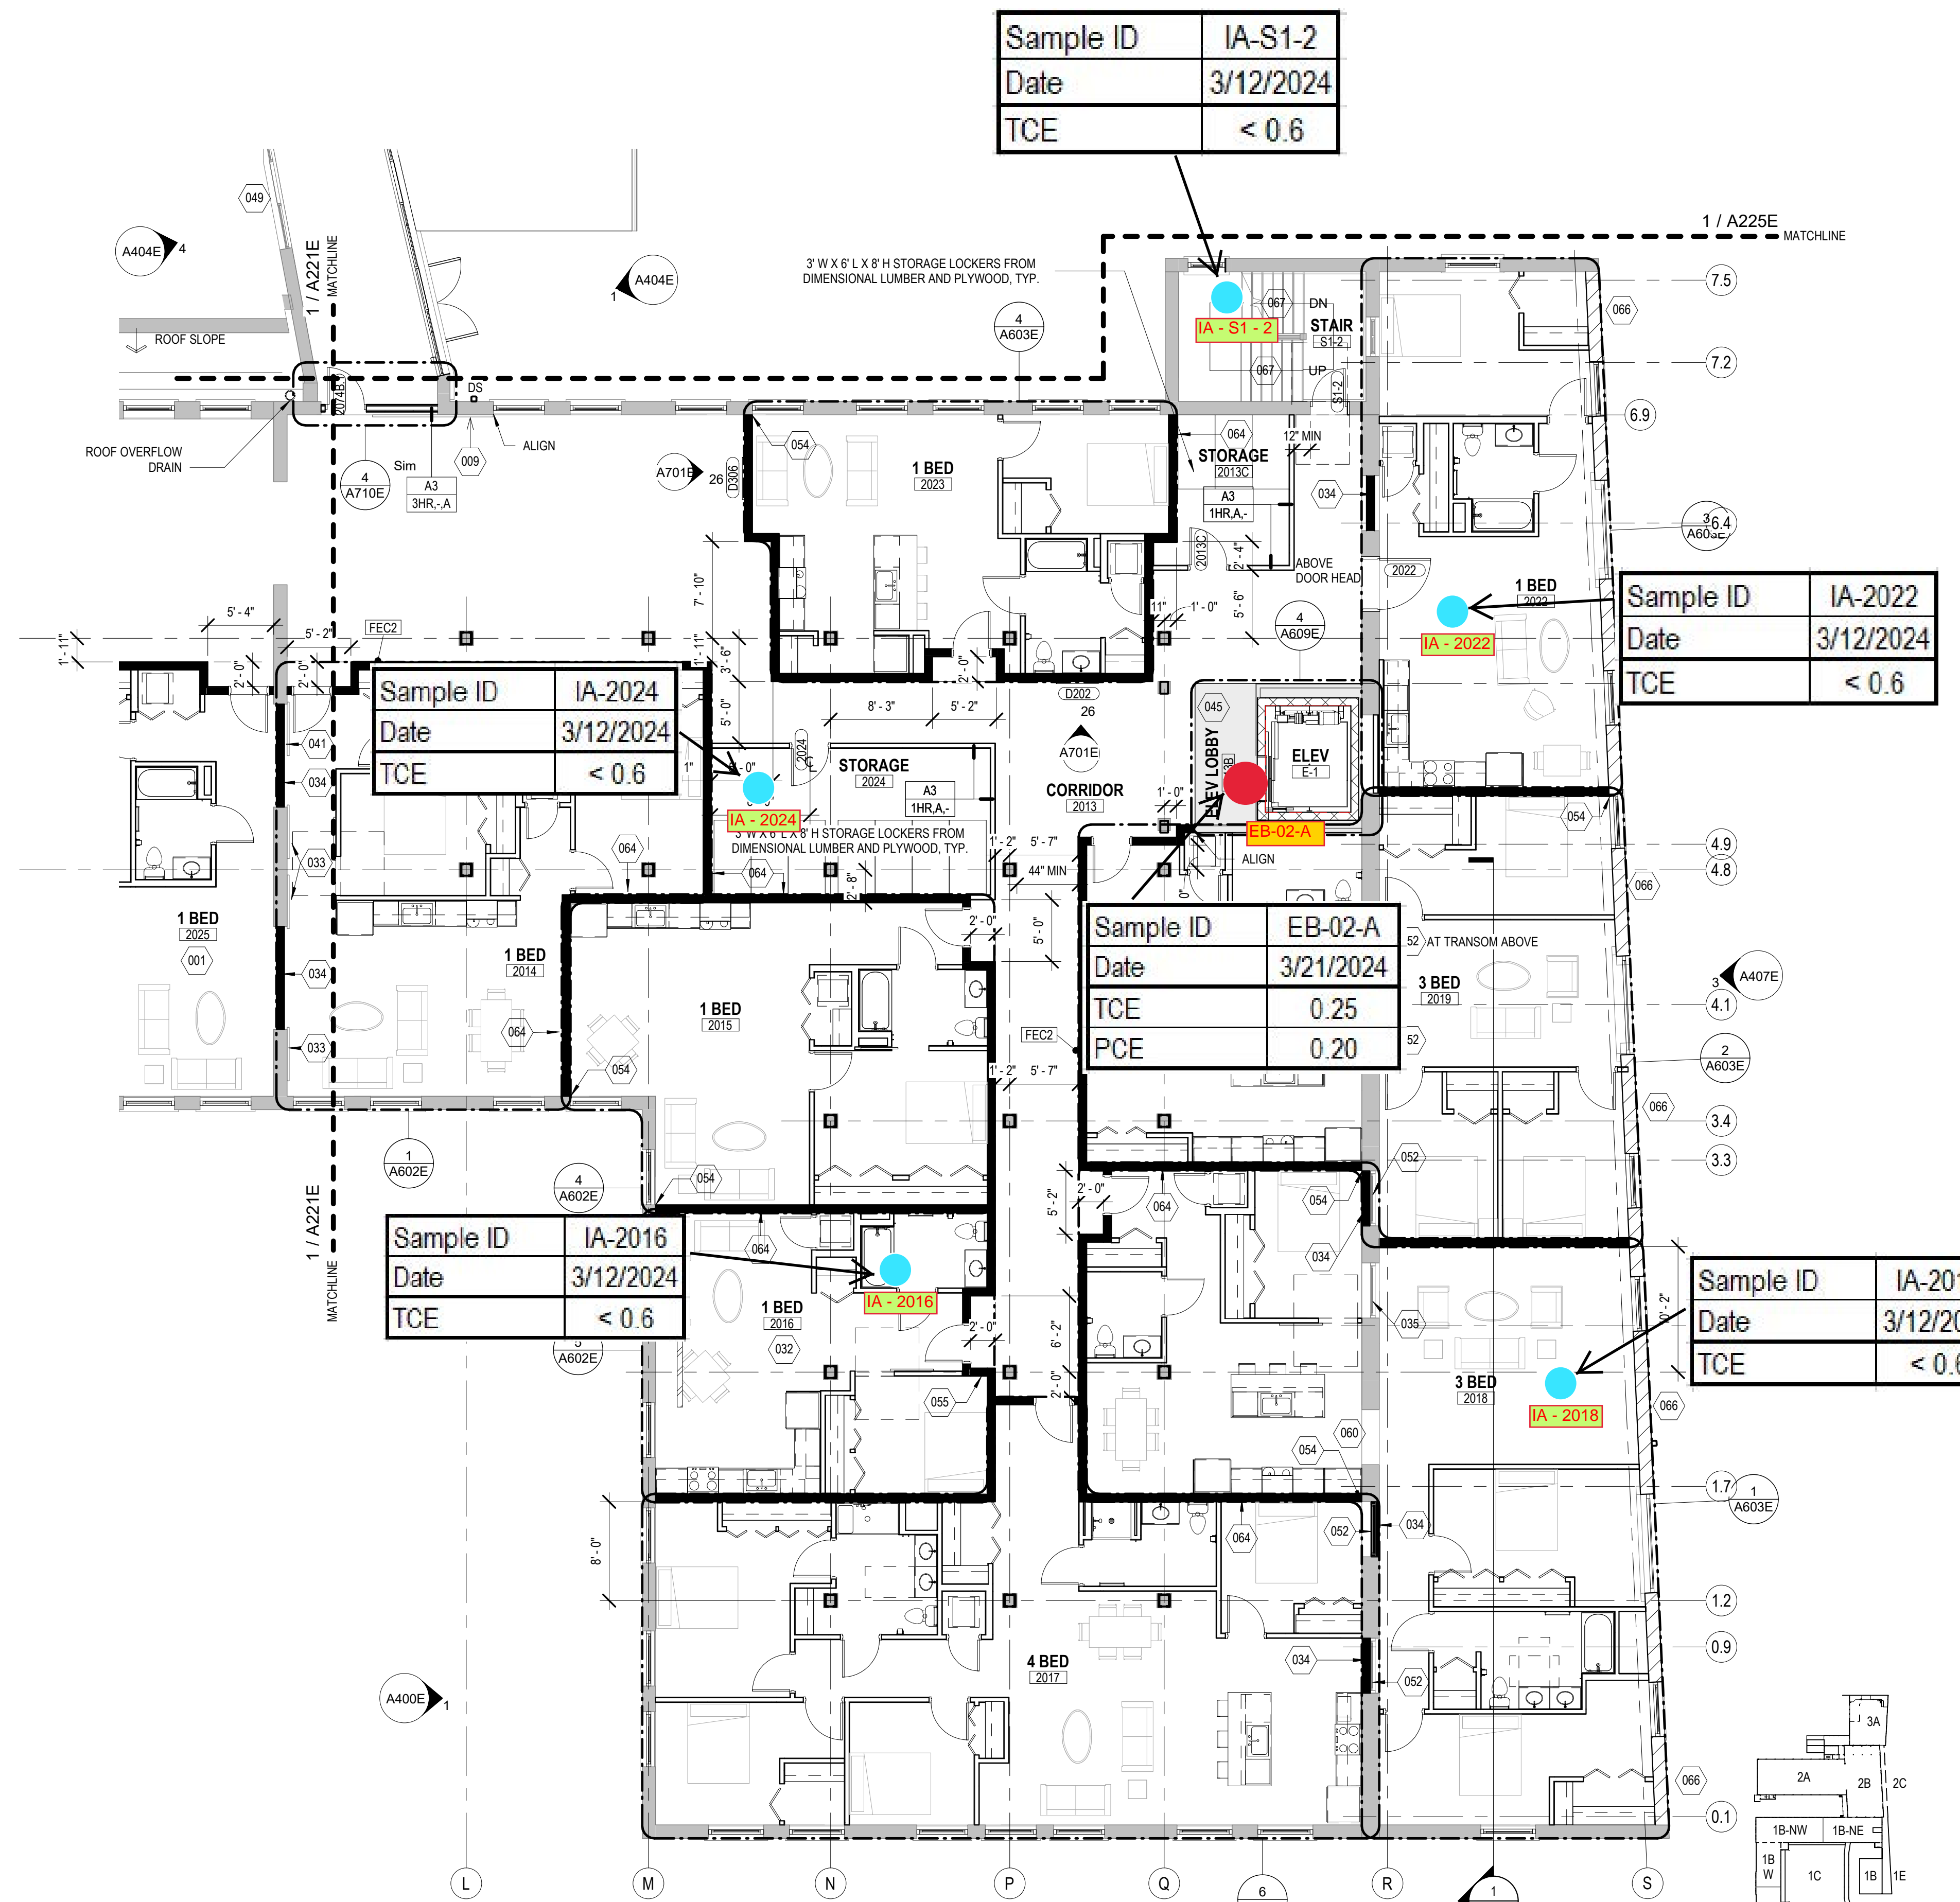 Sample ID IA-S1-2
Date 3/12/2024
TCE < 0.6
049
A404E 4
1 / A221E
MATCHLINE
A404E
1
3' W X 6' L X 8' H STORAGE LOCKERS FROM
DIMENSIONAL LUMBER AND PLYWOOD, TYP.
4
A603E
1 / A225E
MATCHLINE
067 DN
IA - S1 - 2
STAIR
S1-2
067 UP
S1-2
7.5
066
7.2
6.9
ROOF SLOPE
2074B.1
DS
ROOF OVERFLOW
DRAIN
ALIGN
009
Sim
4
A710E
A3
3HR,-,A
A701E 26
D306
054
1 BED
2023
064
12" MIN
STORAGE
2013C
A3
1HR,A,-
034
2013C
2' - 4"
ABOVE
DOOR HEAD
2022
5' - 6"
3
A603E
6.4
7' - 10"
1 BED
2022
IA - 2022
Sample ID IA-2022
Date 3/12/2024
TCE < 0.6
11"
1' - 0"
4
A609E
5' - 4"
5' - 2"
1' - 11"
FEC2
2' - 0"
2' - 0"
1' - 11"
3' - 6"
2' - 0"
5' - 0"
8' - 3"
5' - 2"
D202
26
A701E
Sample ID IA-2024
Date 3/12/2024
TCE < 0.6
1"
041
034
2024
STORAGE
2024
A3
1HR,A,-
IA - 2024
3' W X 6' L X 8' H STORAGE LOCKERS FROM
DIMENSIONAL LUMBER AND PLYWOOD, TYP.
CORRIDOR
2013
045
ELEV LOBBY
ELEV
E-1
1' - 0"
EB-02-A
ALIGN
054
4.9
4.8
066
033
064
064
2' - 8"
1' - 2"
5' - 7"
44" MIN
1 BED
2025
001
034
1 BED
2014
2' - 0"
5' - 0"
Sample ID EB-02-A
Date 3/21/2024
TCE 0.25
PCE 0.20
52 AT TRANSOM ABOVE
3 BED
2019
3 A407E
4.1
1 BED
2015
033
064
054
FEC2
52
1' - 2"
5' - 7"
2
A603E
066
3.4
3.3
1
A602E
4
A602E
054
1 / A221E
MATCHLINE
052
054
5' - 2"
2' - 0"
064
034
Sample ID IA-2016
Date 3/12/2024
TCE < 0.6
A602E
064
IA - 2016
1 BED
2016
032
2' - 0"
6' - 2"
2' - 0"
055
035
Sample ID
Date
TCE
3 BED
2018
IA - 2018
066
060
054
1.7
1
A603E
8' - 0"
064
052
034
1.2
0.9
4 BED
2017
034
052
A400E 1
066
0.1
3A
2A
2B
2C
1B-NW
1B-NE
1B
W
1C
1B
1E
L
M
N
P
Q
R
S
6
1